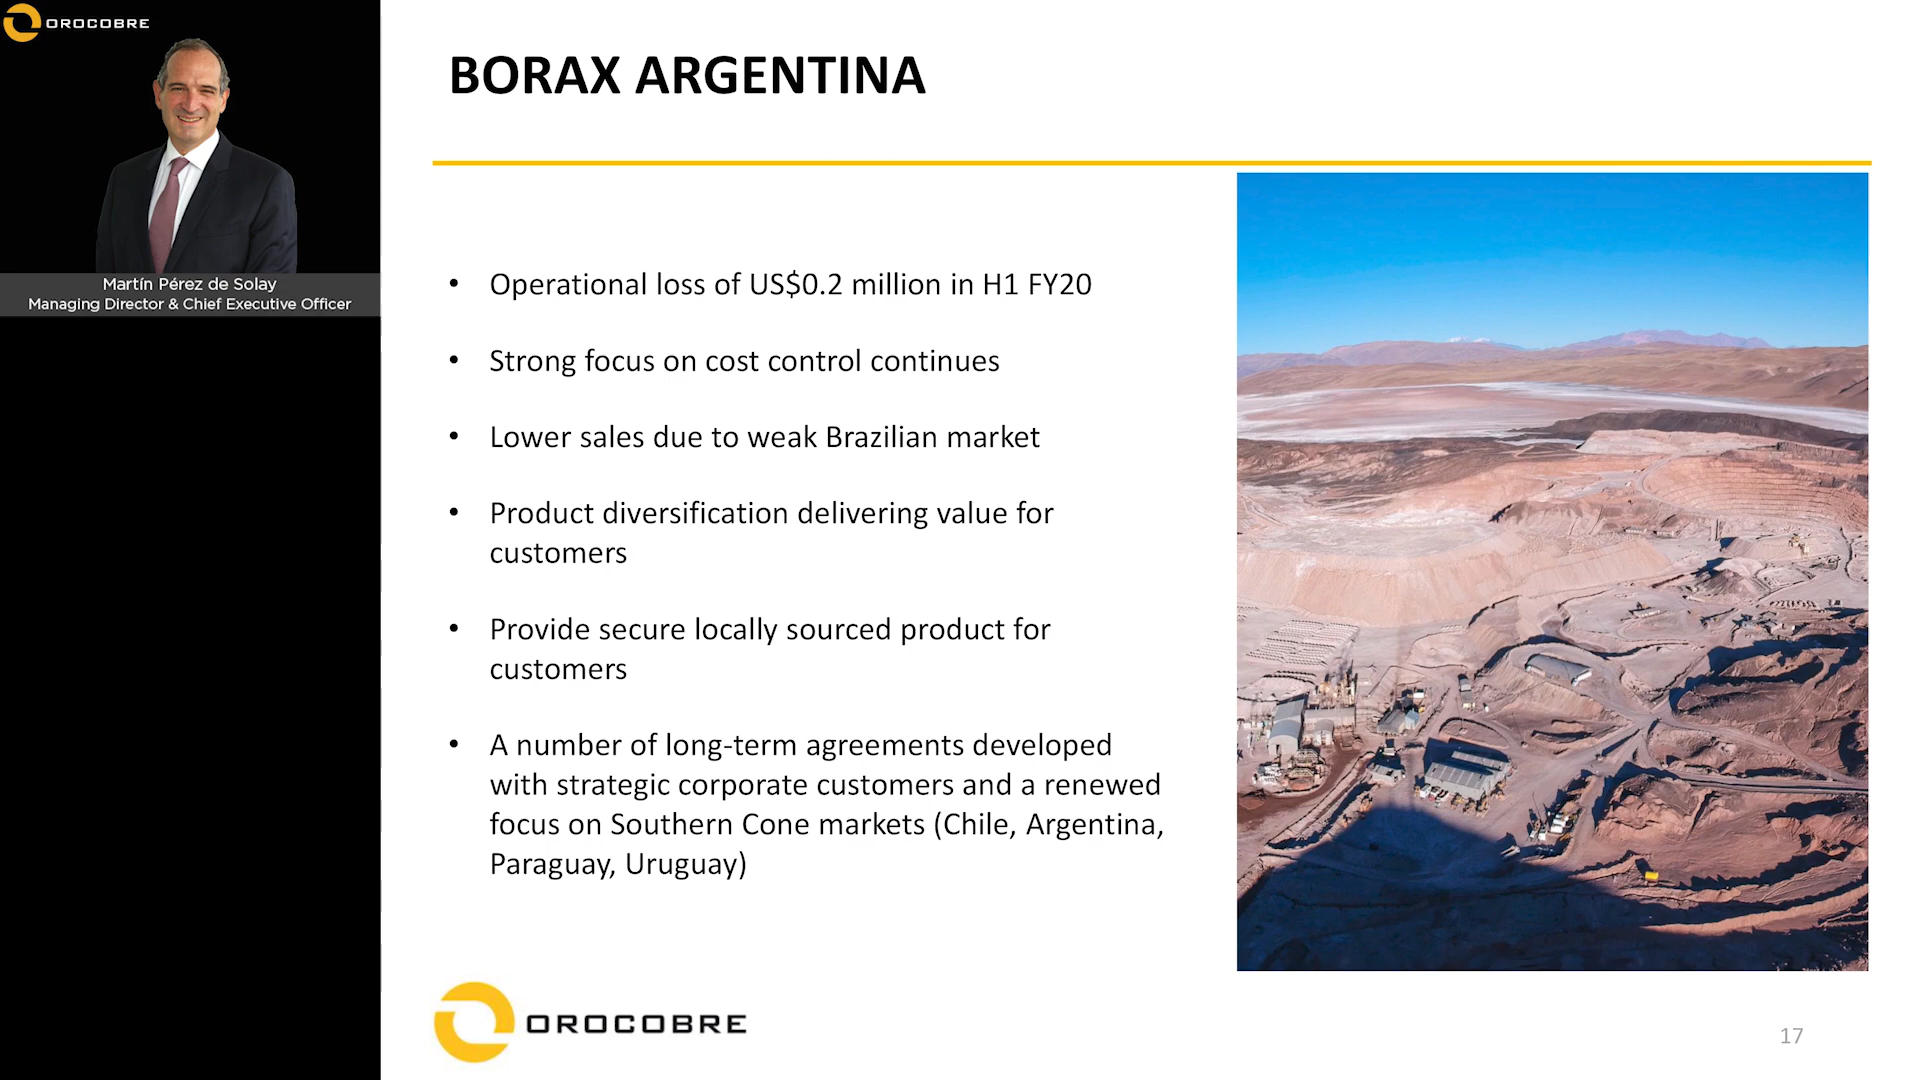 OROCOBRE
Martín Pérez de Solay
Managing Director & Chief Executive Officer
BORAX ARGENTINA
• Operational loss of US$0.2 million in H1 FY20
• Strong focus on cost control continues
• Lower sales due to weak Brazilian market
• Product diversification delivering value for
customers
• Provide secure locally sourced product for
customers
• A number of long-term agreements developed
with strategic corporate customers and a renewed
focus on Southern Cone markets (Chile, Argentina,
Paraguay, Uruguay)
OROCOBRE
17